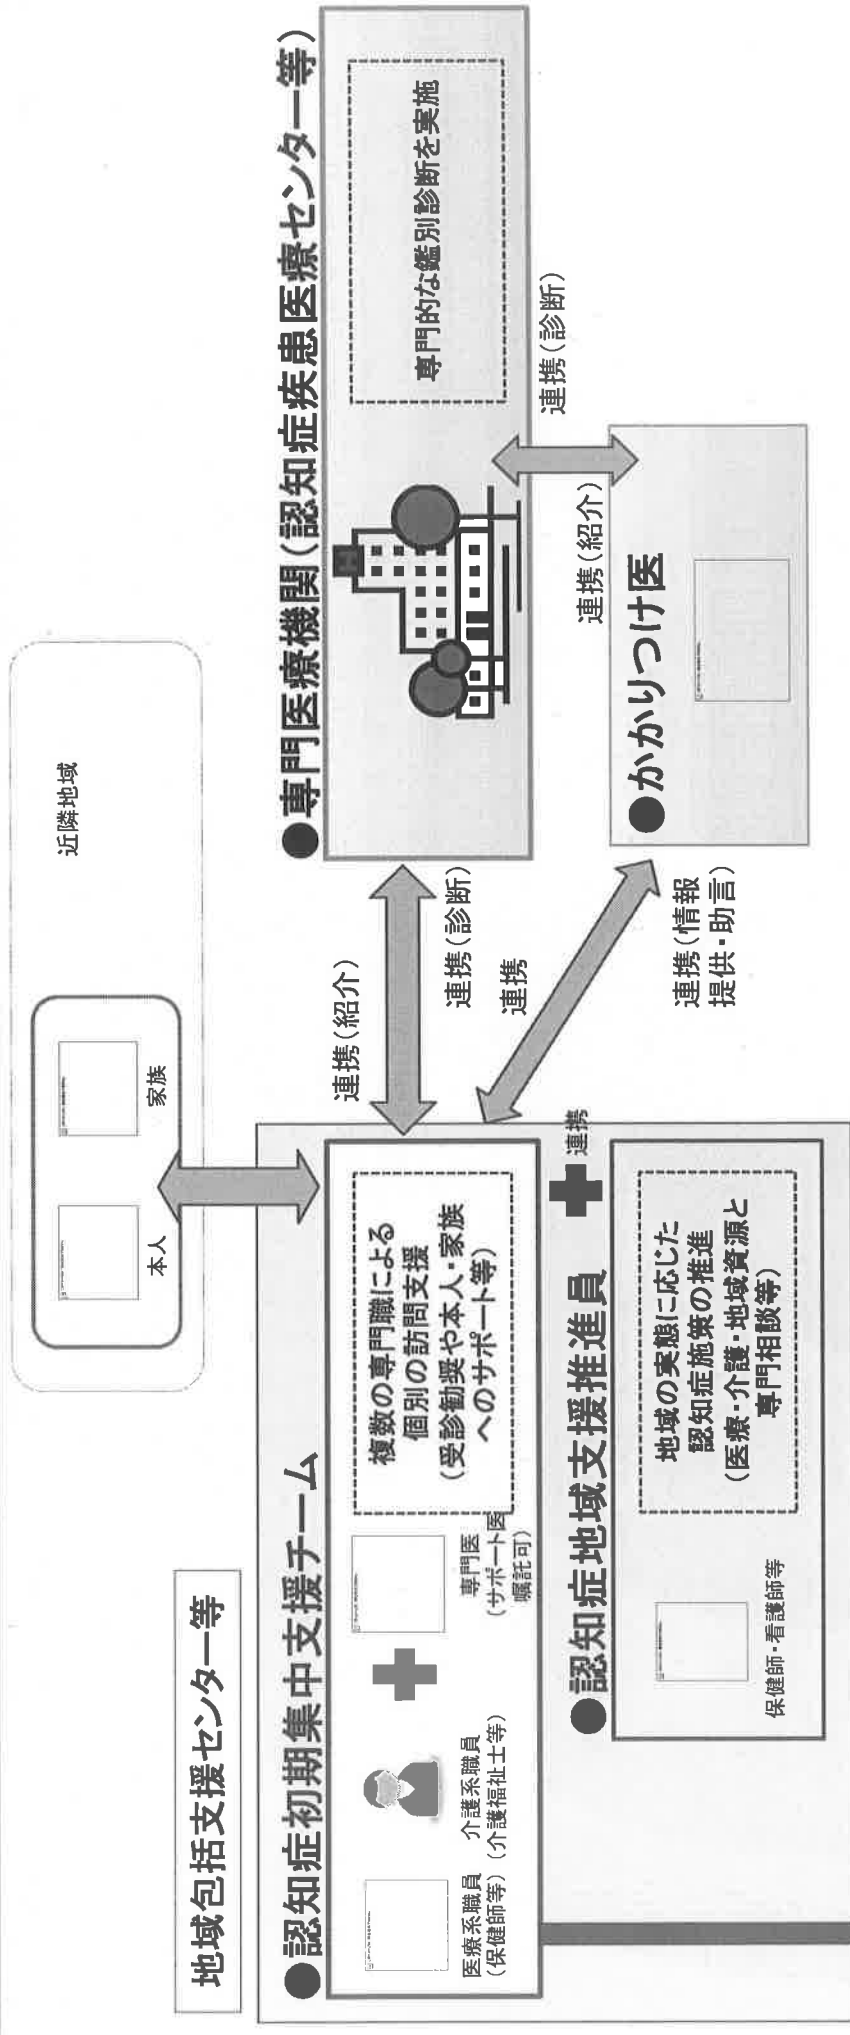 近隣地域
本人
家族
地域包括支援センター等
●認知症初期集中支援チーム
医療系職員
(保健師等)
介護系職員
(介護福祉士等)
専門医
(サポート医
嘱託可)
複数の専門職による
個別の訪問支援
(受診勧奨や本人・家族
へのサポート等)
連携
●認知症地域支援推進員
保健師・看護師等
地域の実態に応じた
認知症施策の推進
(医療・介護・地域資源と
専門相談等)
連携(紹介)
連携(診断)
連携
連携(情報
提供・助言)
●専門医療機関(認知症疾患医療センター等)
H
専門的な鑑別診断を実施
連携(診断)
連携(紹介)
●かかりつけ医